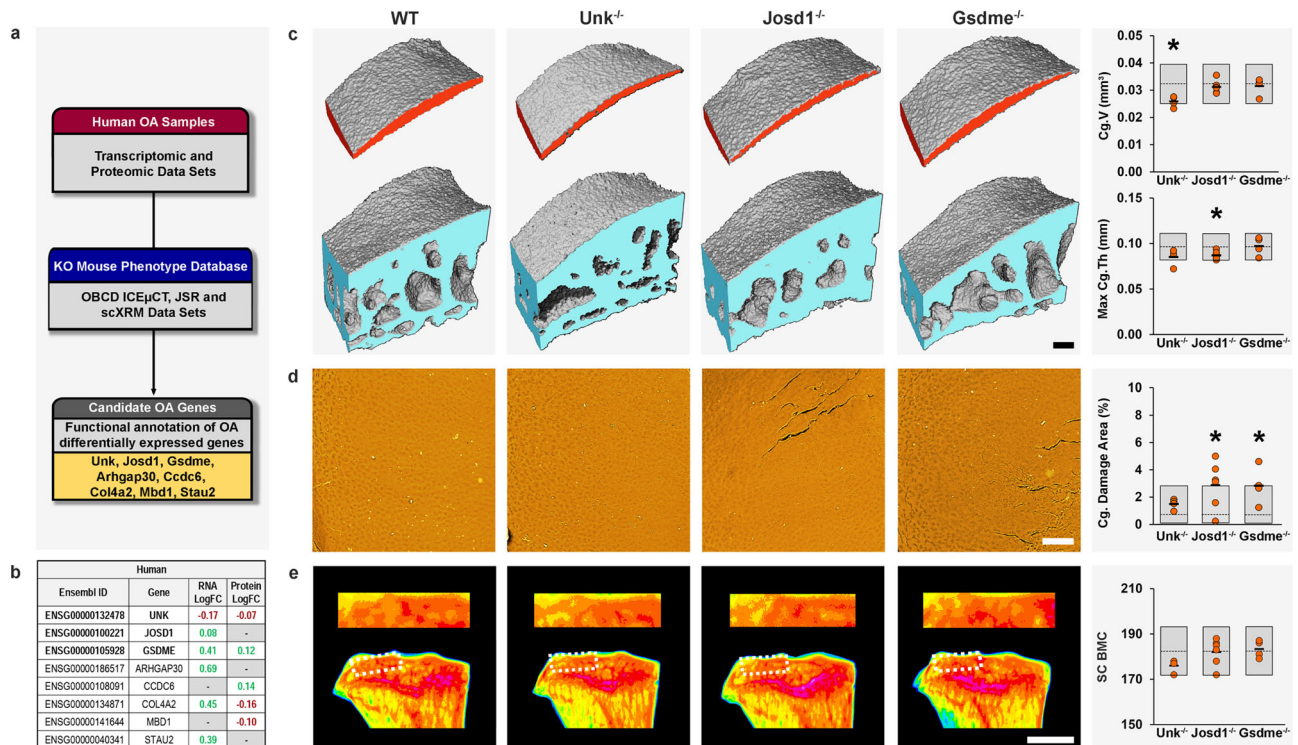 WT Unk-/- Josd1-/- Gsdme-/-
a
Human OA Samples
Transcriptomic and
Proteomic Data Sets
KO Mouse Phenotype Database
OBCD ICEµCT, JSR and
scXRM Data Sets
Candidate OA Genes
Functional annotation of OA
differentially expressed genes
Unk, Josd1, Gsdme,
Arhgap30, Ccdc6,
Col4a2, Mbd1, Stau2
b
Human
Ensembl ID Gene RNA LogFC Protein LogFC
ENSG00000132478 UNK -0.17 -0.07
ENSG00000100221 JOSD1 0.08 -
ENSG00000105928 GSDME 0.41 0.12
ENSG00000186517 ARHGAP30 0.69 -
ENSG00000108091 CCDC6 - 0.14
ENSG00000134871 COL4A2 0.45 -0.16
ENSG00000141644 MBD1 - -0.10
ENSG00000040341 STAU2 0.39 -
c
Cg.V (mm³)
0.05
0.04
0.03
0.02
0.01
0.00
*
Unk-/- Josd1-/- Gsdme-/-
Max Cg.Th (mm)
0.15
0.10
0.05
0.00
*
Unk-/- Josd1-/- Gsdme-/-
d
Cg. Damage Area (%)
10
8
6
4
2
0
* *
Unk-/- Josd1-/- Gsdme-/-
e
SC BMC
210
190
170
150
Unk-/- Josd1-/- Gsdme-/-